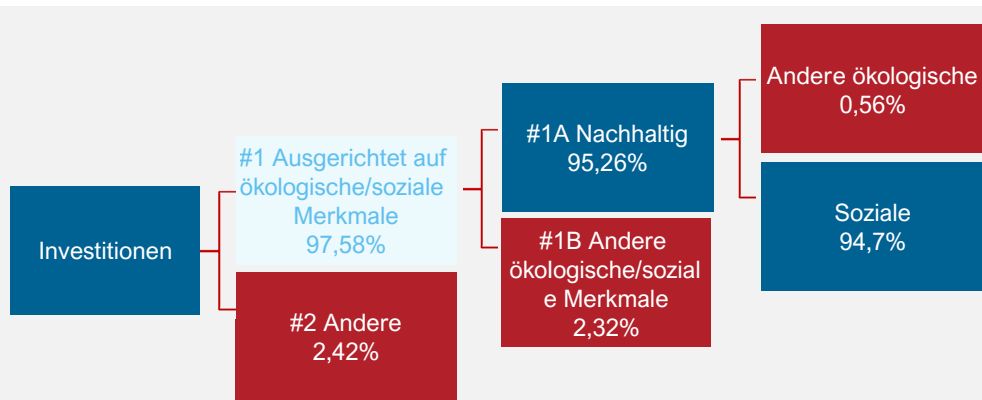 Investitionen
#1 Ausgerichtet auf
ökologische/soziale
Merkmale
97,58%
#2 Andere
2,42%
#1A Nachhaltig
95,26%
#1B Andere
ökologische/sozial
e Merkmale
2,32%
Andere ökologische
0,56%
Soziale
94,7%